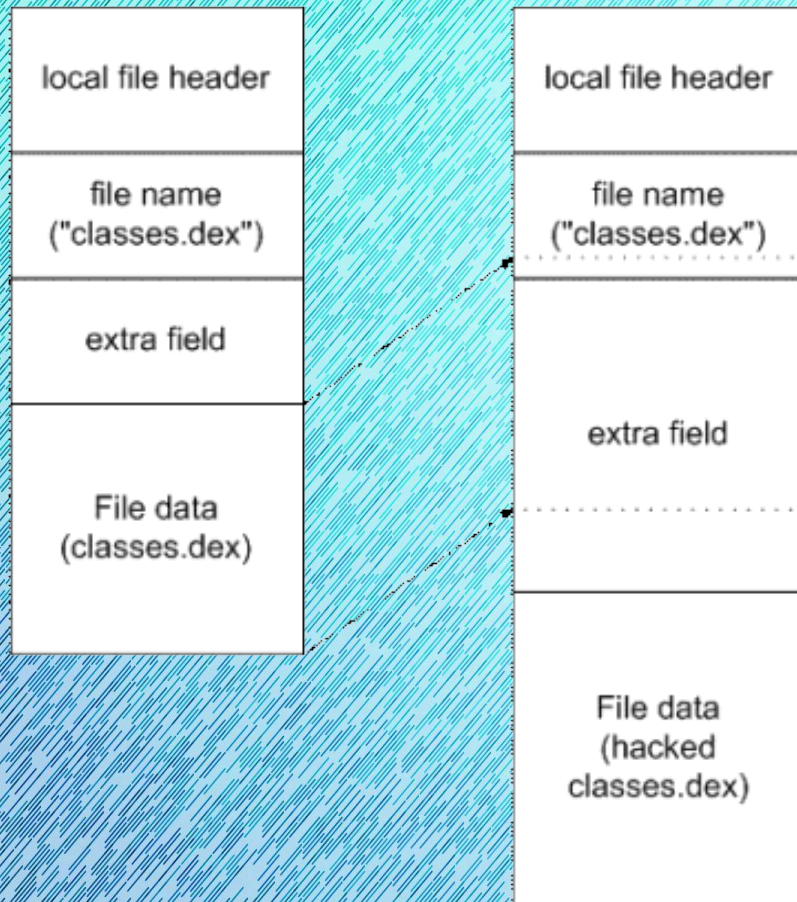 local file header
file name
("classes.dex")
extra field
File data
(classes.dex)
local file header
file name
("classes.dex")
extra field
File data
(hacked
classes.dex)